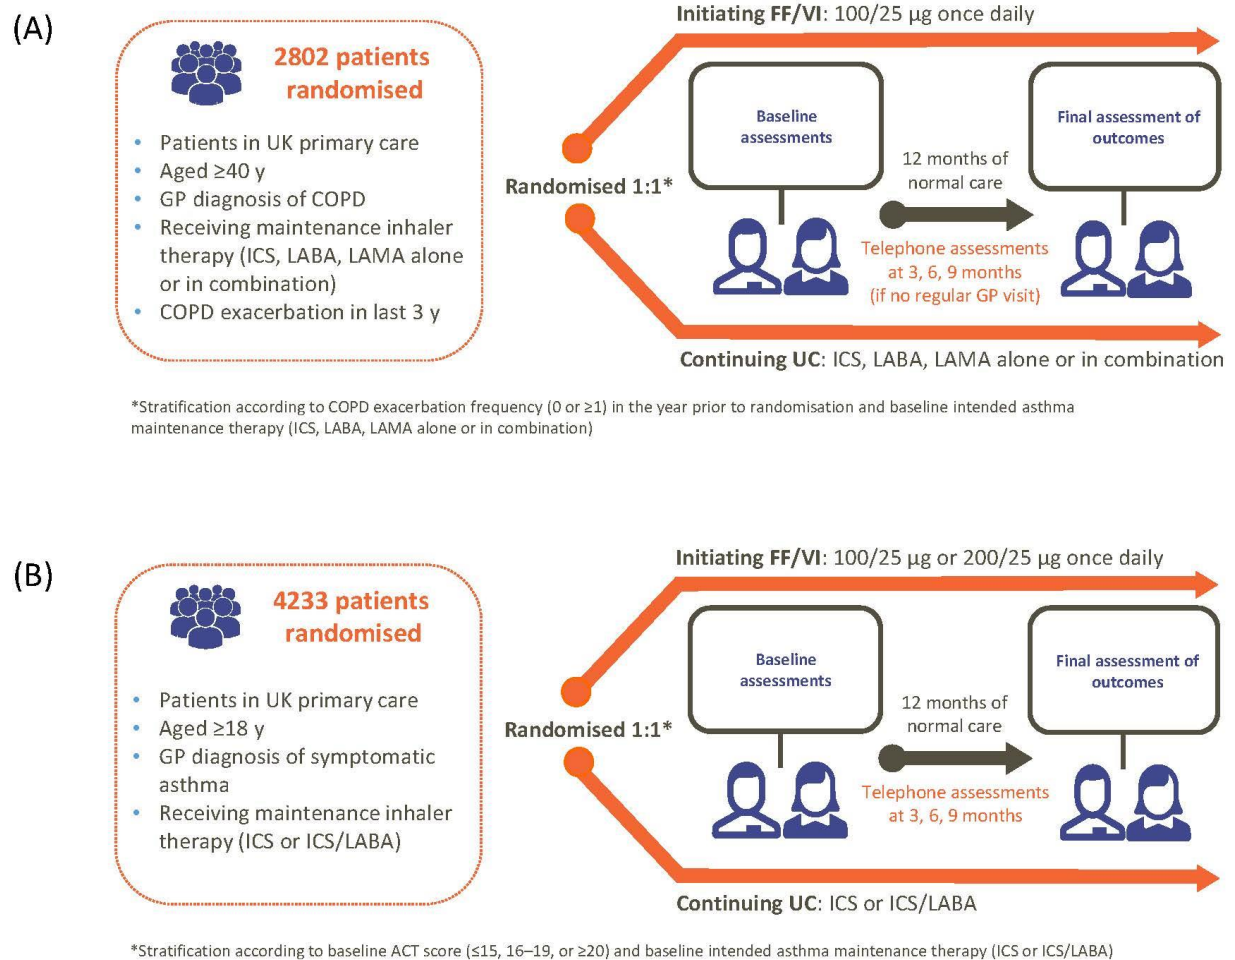 (A)
2802 patients
randomised
• Patients in UK primary care
• Aged ≥40 y
• GP diagnosis of COPD
• Receiving maintenance inhaler
therapy (ICS, LABA, LAMA alone
or in combination)
• COPD exacerbation in last 3 y
Randomised 1:1*
Initiating FF/VI: 100/25 µg once daily
Baseline
assessments
12 months of
normal care
Telephone assessments
at 3, 6, 9 months
(if no regular GP visit)
Final assessment of
outcomes
Continuing UC: ICS, LABA, LAMA alone or in combination
*Stratification according to COPD exacerbation frequency (0 or ≥1) in the year prior to randomisation and baseline intended asthma
maintenance therapy (ICS, LABA, LAMA alone or in combination)
(B)
4233 patients
randomised
• Patients in UK primary care
• Aged ≥18 y
• GP diagnosis of symptomatic
asthma
• Receiving maintenance inhaler
therapy (ICS or ICS/LABA)
Randomised 1:1*
Initiating FF/VI: 100/25 µg or 200/25 µg once daily
Baseline
assessments
12 months of
normal care
Telephone assessments
at 3, 6, 9 months
Final assessment of
outcomes
Continuing UC: ICS or ICS/LABA
*Stratification according to baseline ACT score (≤15, 16–19, or ≥20) and baseline intended asthma maintenance therapy (ICS or ICS/LABA)